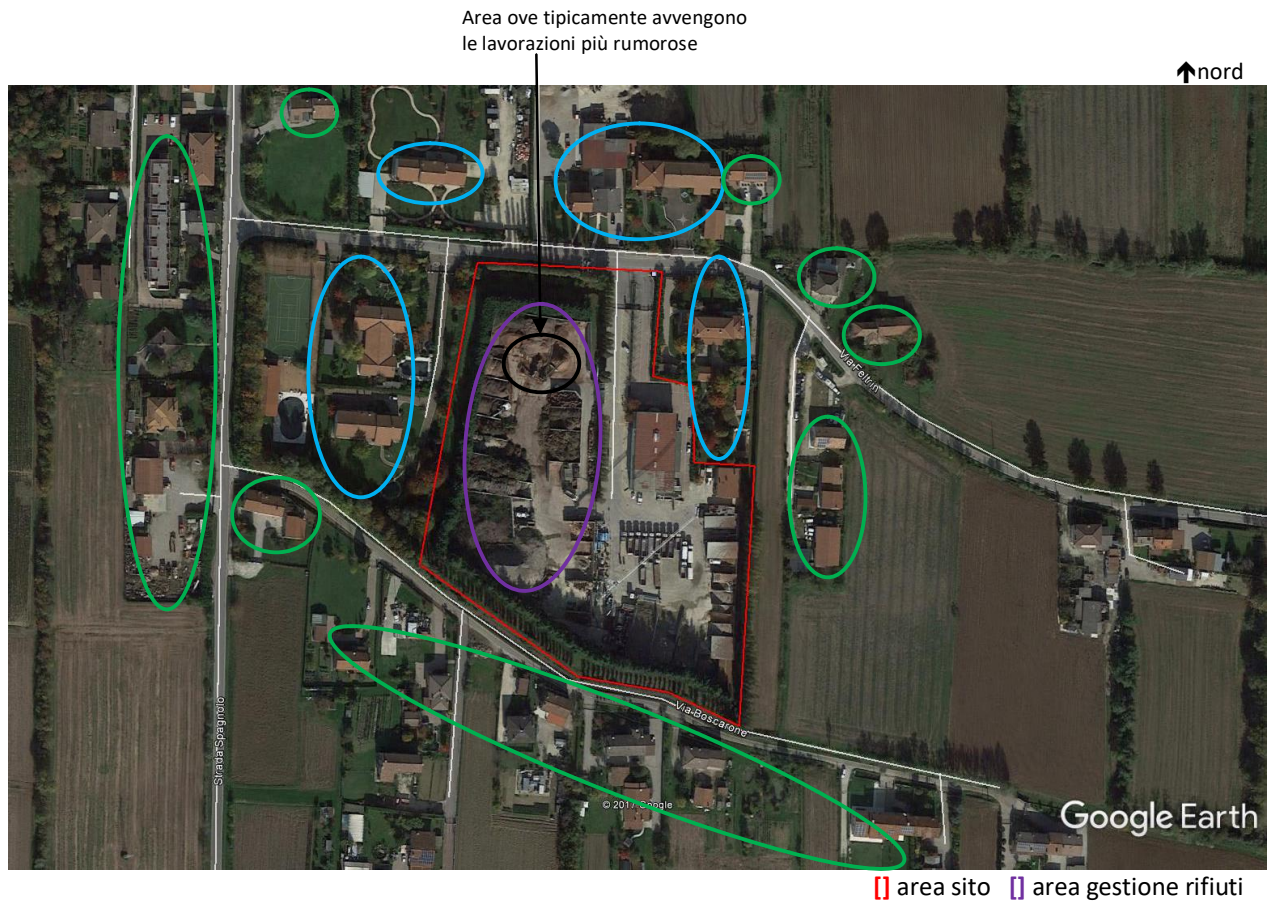 Area ove tipicamente avvengono
le lavorazioni più rumorose
↑nord
Via Feltrin
Strada Spagnolo
Via Boscarone
© 2017 Google
Google Earth
[] area sito [] area gestione rifiuti